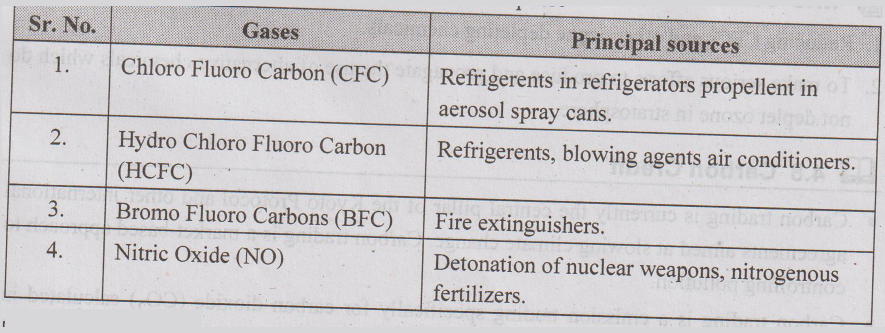 Sr. No. Gases Principal sources
1. Chloro Fluoro Carbon (CFC) Refrigerents in refrigerators propellent in
aerosol spray cans.
2. Hydro Chloro Fluoro Carbon Refrigerents, blowing agents air conditioners.
(HCFC)
3. Bromo Fluoro Carbons (BFC) Fire extinguishers.
4. Nitric Oxide (NO) Detonation of nuclear weapons, nitrogenous
fertilizers.